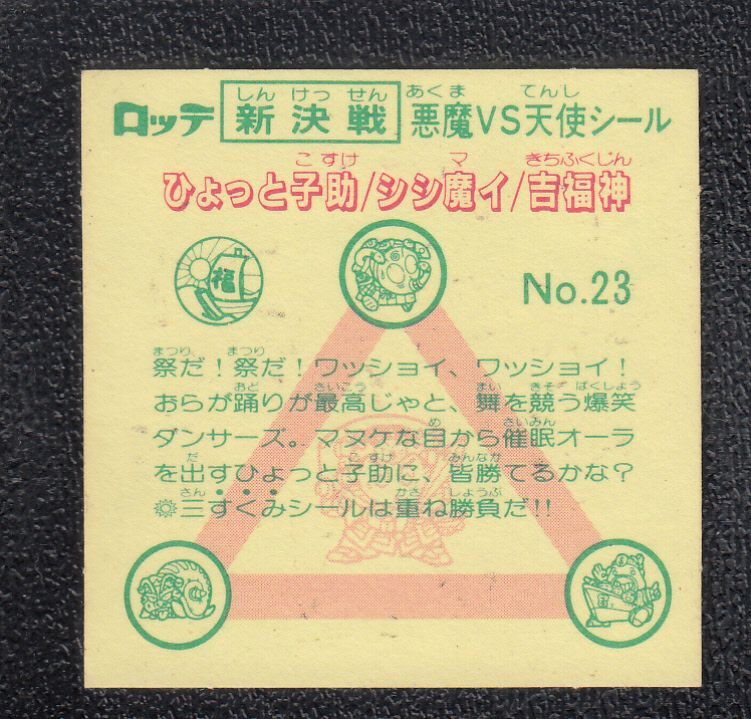 しん けっ せん あくま てんし
ロッテ 新決戦 悪魔VS天使シール
こすけ マ きちふくじん
ひょっと子助/シシ魔イ/吉福神
福
No.23
まつり まつり
祭だ!祭だ!ワッショイ、ワッショイ!
おど さいこう まい きそ ばくしょう
おらが踊りが最高じゃと、舞を競う爆笑
め さいみん
ダンサーズ。マヌケな目から催眠オーラ
だ こすけ みんなか
を出すひょっと子助に、皆勝てるかな?
さん かさ しょうぶ
※三すくみシールは重ね勝負だ!!